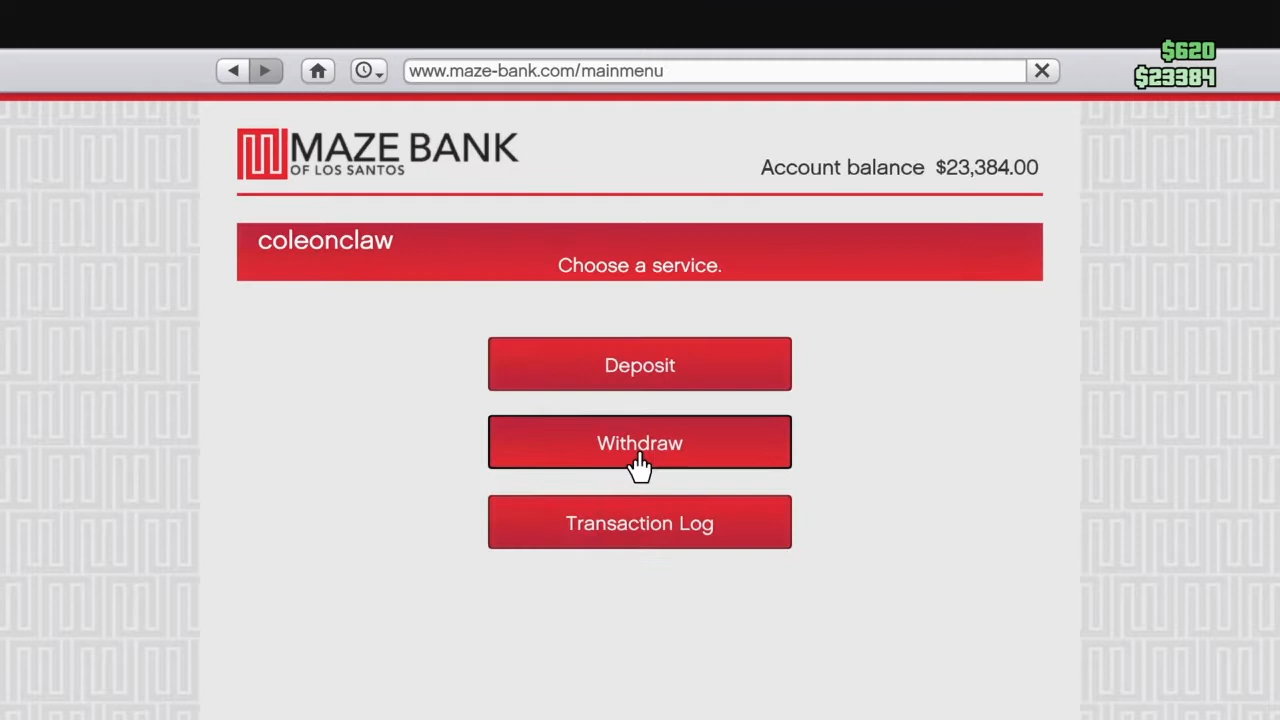 $620
www.maze-bank.com/mainmenu
$23384
MAZE BANK
OF LOS SANTOS
Account balance $23,384.00
coleonclaw
Choose a service.
Deposit
Withdraw
Transaction Log